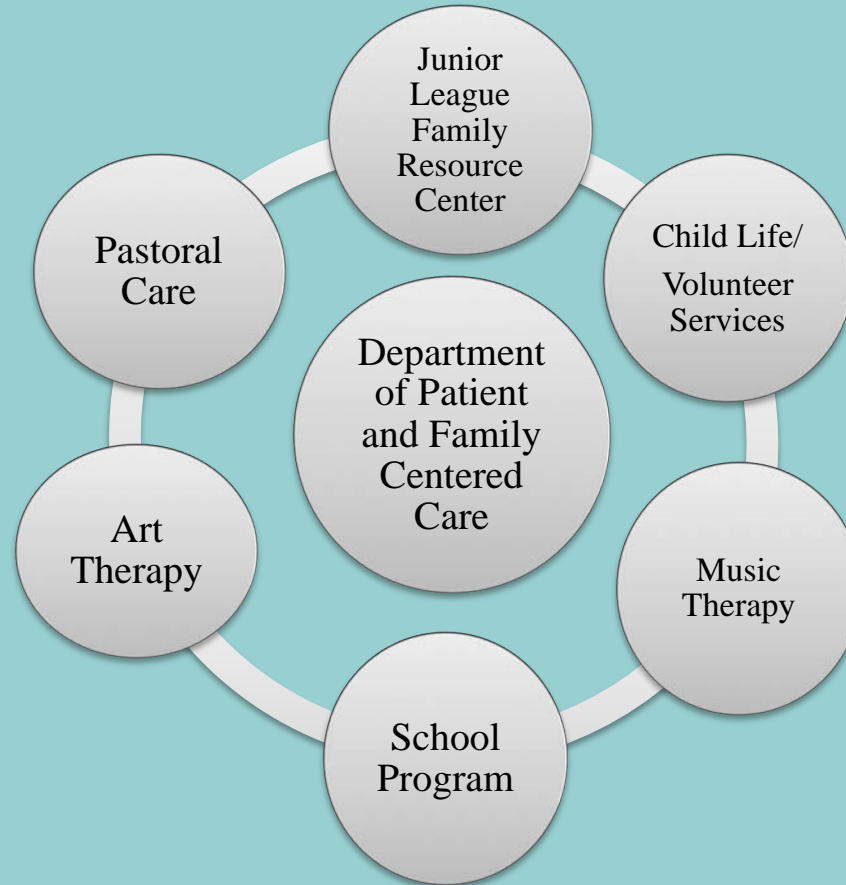 Junior
League
Family
Resource
Center
Child Life/
Volunteer
Services
Music
Therapy
School
Program
Art
Therapy
Pastoral
Care
Department
of Patient
and Family
Centered
Care